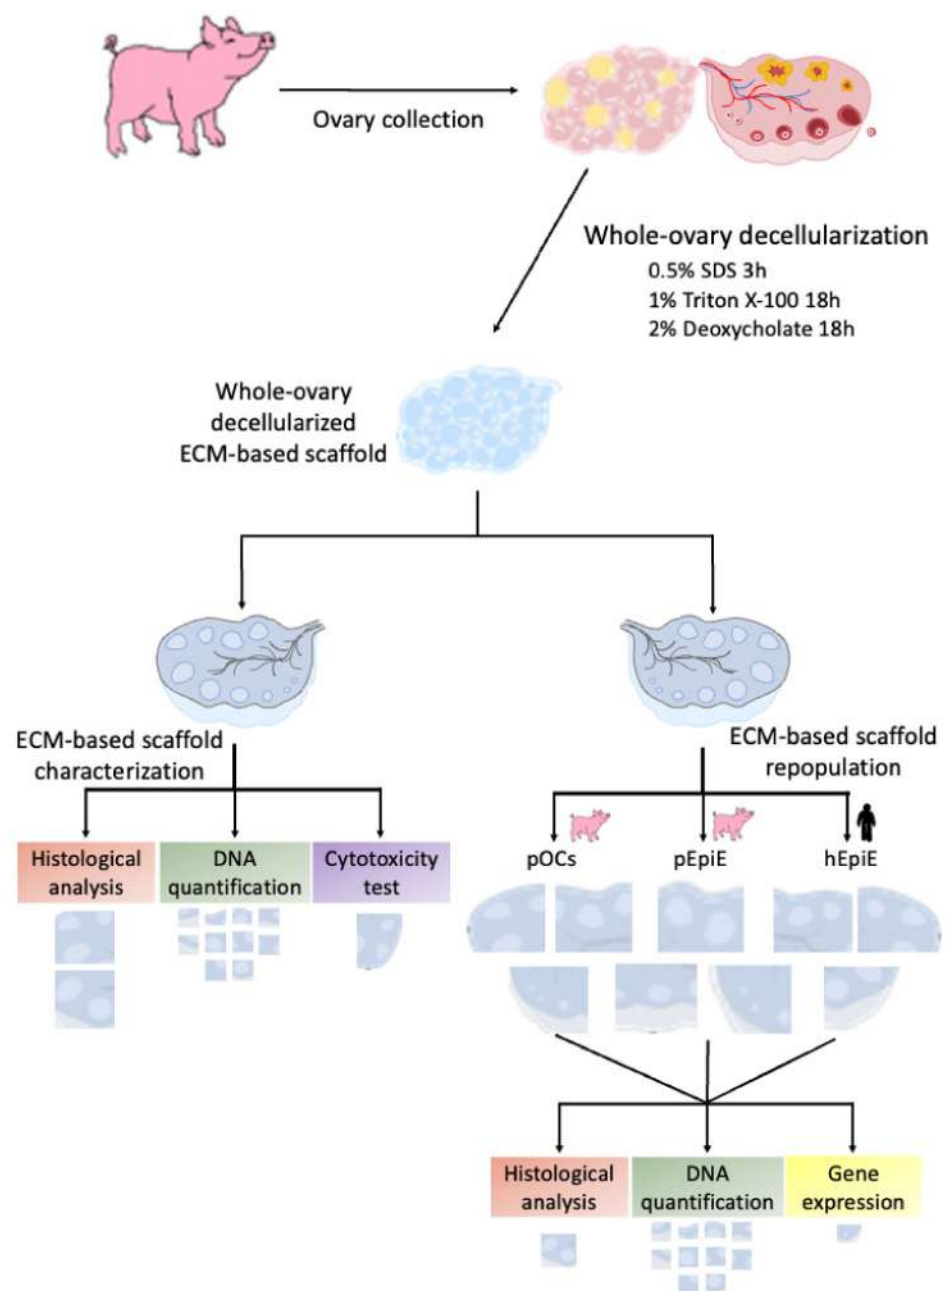 Ovary collection
Whole-ovary decellularization
0.5% SDS 3h
1% Triton X-100 18h
2% Deoxycholate 18h
Whole-ovary
decellularized
ECM-based scaffold
ECM-based scaffold
characterization
Histological
analysis
DNA
quantification
Cytotoxicity
test
ECM-based scaffold
repopulation
pOCs
pEpiE
hEpiE
Histological
analysis
DNA
quantification
Gene
expression